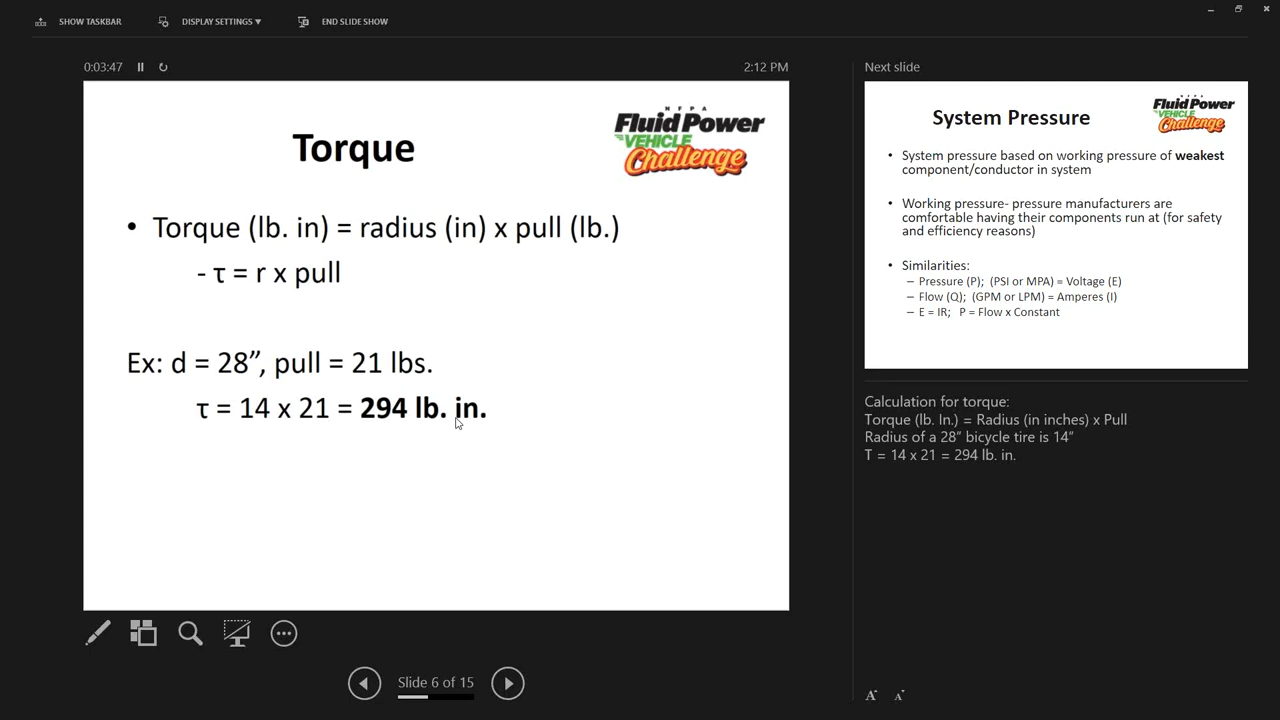 SHOW TASKBAR
DISPLAY SETTINGS ▼
END SLIDE SHOW
0:03:47
2:12 PM
NFPA
Fluid Power
VEHICLE
Challenge
Torque
• Torque (lb. in) = radius (in) x pull (lb.)
- τ = r x pull
Ex: d = 28”, pull = 21 lbs.
τ = 14 x 21 = 294 lb. in.
Slide 6 of 15
Next slide
NFPA
Fluid Power
VEHICLE
Challenge
System Pressure
• System pressure based on working pressure of weakest
component/conductor in system
• Working pressure- pressure manufacturers are
comfortable having their components run at (for safety
and efficiency reasons)
• Similarities:
– Pressure (P); (PSI or MPA) = Voltage (E)
– Flow (Q); (GPM or LPM) = Amperes (I)
– E = IR; P = Flow x Constant
Calculation for torque:
Torque (lb. In.) = Radius (in inches) x Pull
Radius of a 28” bicycle tire is 14”
T = 14 x 21 = 294 lb. in.
A A